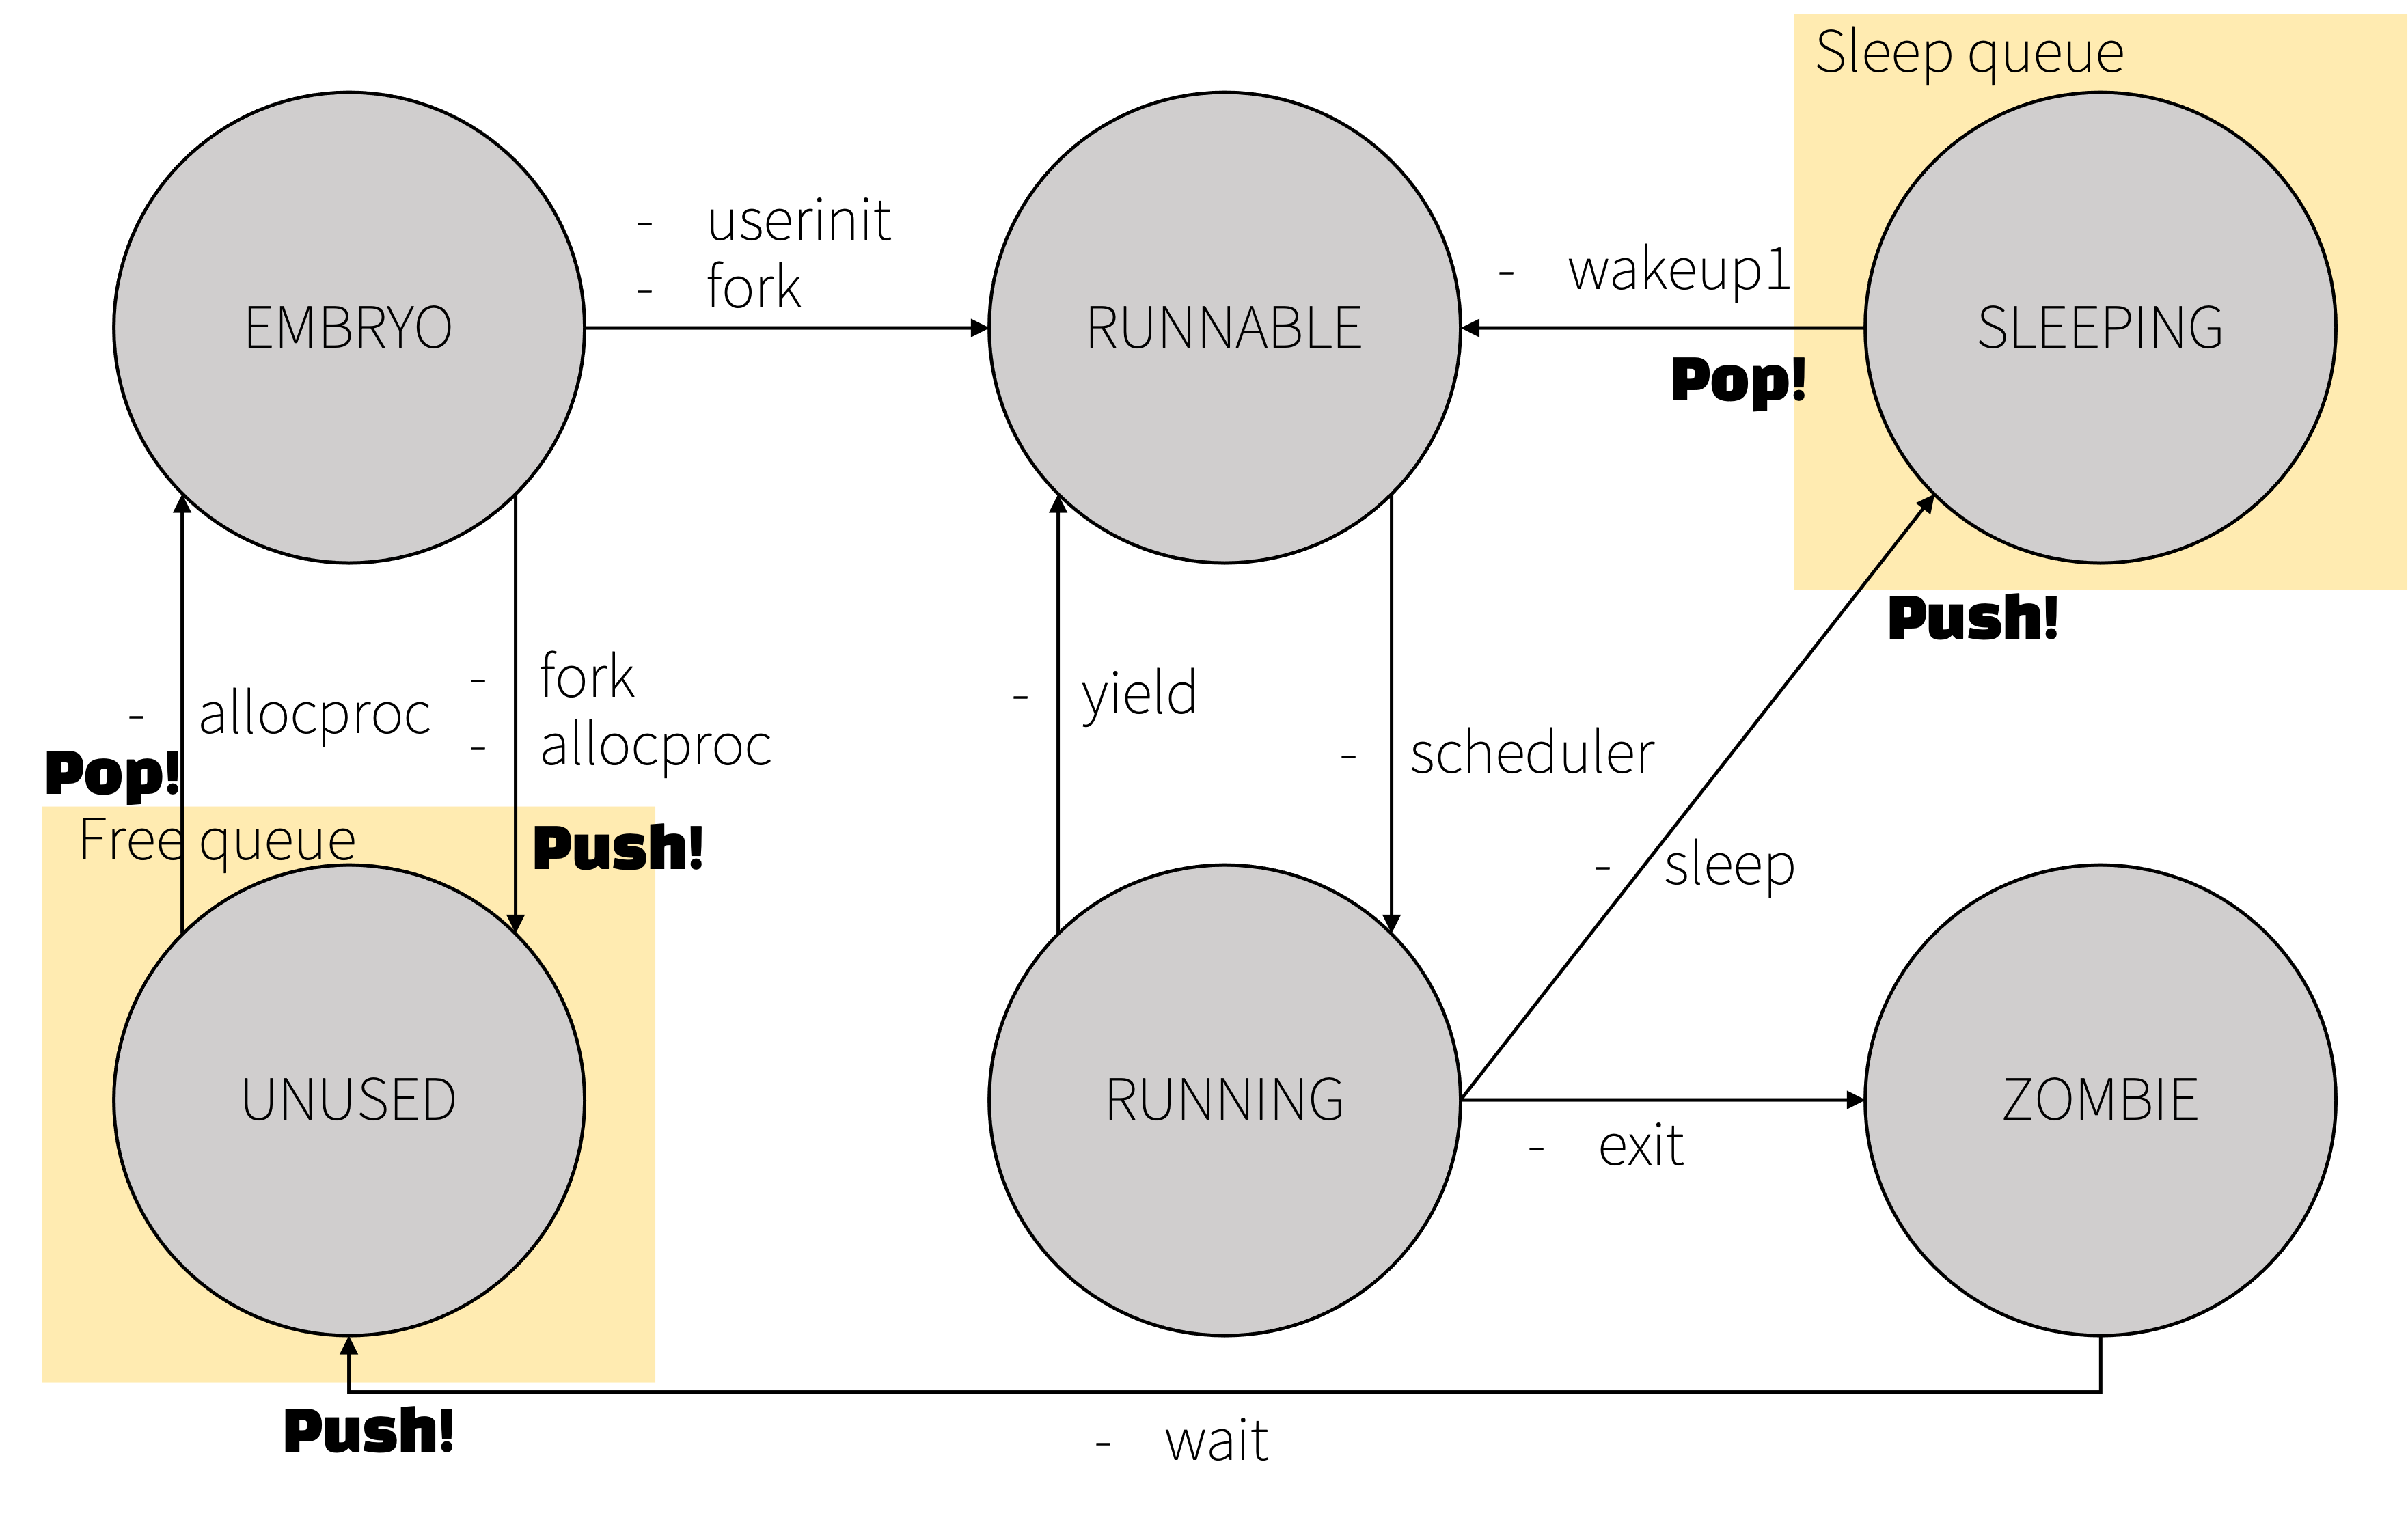 Sleep queue
- userinit
- fork
- wakeup1
EMBRYO
RUNNABLE
SLEEPING
Pop!
Push!
- fork
- allocproc
- allocproc
- yield
- scheduler
Pop!
Free queue
Push!
- sleep
UNUSED
RUNNING
ZOMBIE
- exit
Push!
- wait